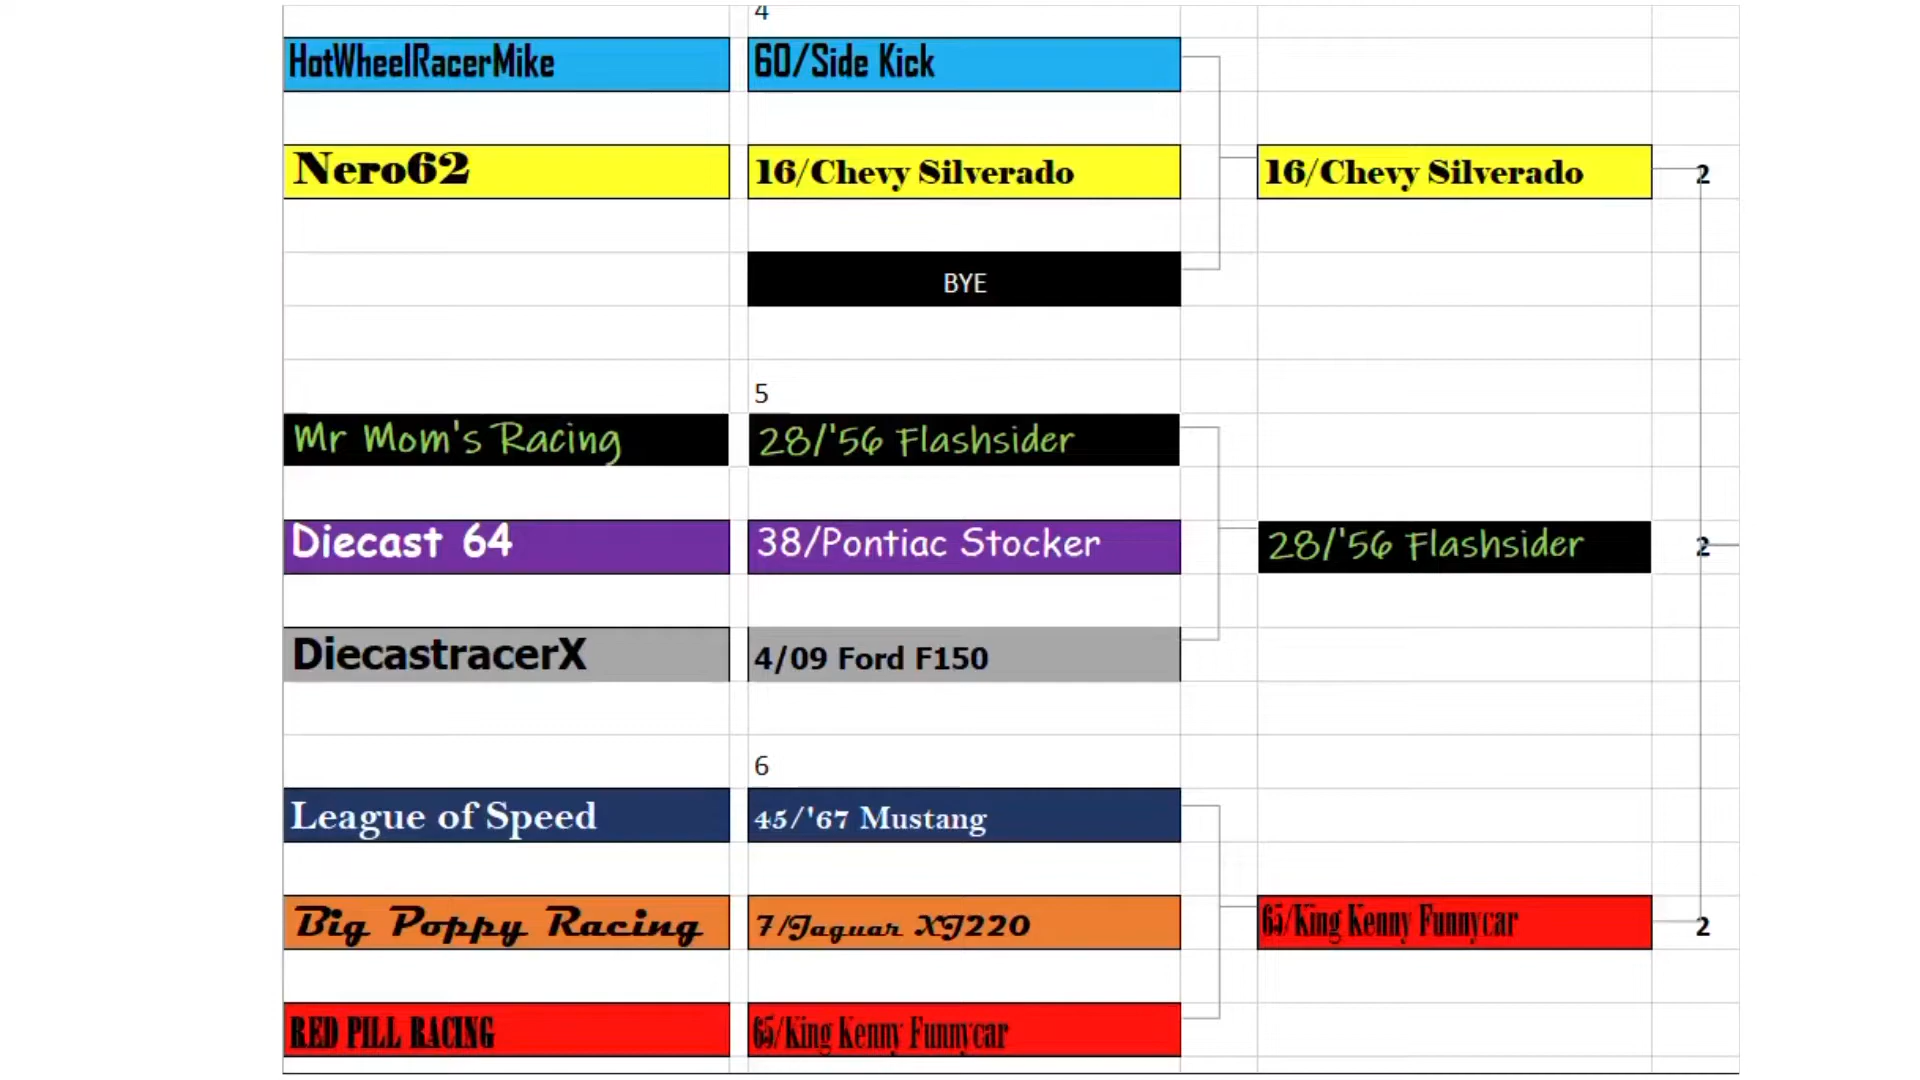 4
HotWheelRacerMike 60/Side Kick
Nero62 16/Chevy Silverado 16/Chevy Silverado 2
BYE
5
Mr Mom's Racing 28/'56 Flashsider
Diecast 64 38/Pontiac Stocker 28/'56 Flashsider 2
DiecastracerX 4/09 Ford F150
6
League of Speed 45/'67 Mustang
Big Poppy Racing 7/Jaguar XJ220 65/King Kenny Funnycar 2
RED PILL RACING 65/King Kenny Funnycar